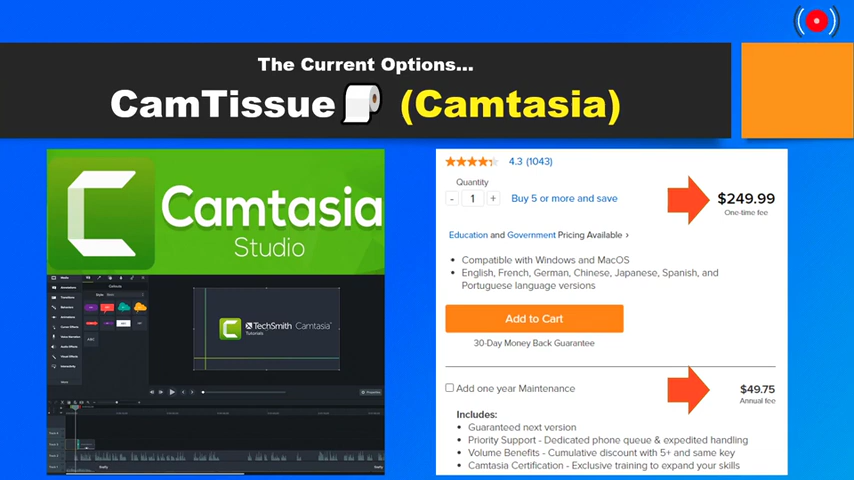 The Current Options...
CamTissue (Camtasia)
Camtasia
Studio
TechSmith Camtasia
Tutorials
4.3 (1043)
Quantity
- 1 + Buy 5 or more and save
$249.99
One-time fee
Education and Government Pricing Available ›
• Compatible with Windows and MacOS
• English, French, German, Chinese, Japanese, Spanish, and
Portuguese language versions
Add to Cart
30-Day Money Back Guarantee
Add one year Maintenance
$49.75
Annual fee
Includes:
• Guaranteed next version
• Priority Support - Dedicated phone queue & expedited handling
• Volume Benefits - Cumulative discount with 5+ and same key
• Camtasia Certification - Exclusive training to expand your skills